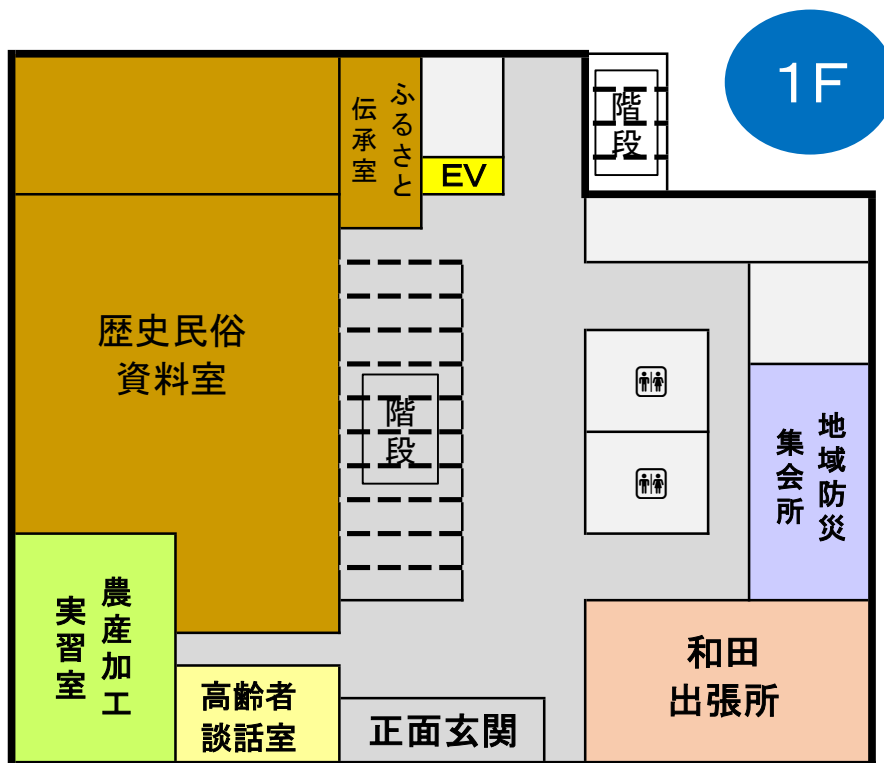 1F
階段
ふるさと
伝承室
EV
歴史民俗
資料室
階
段
地域防災
集会所
農産加工
実習室
高齢者
談話室
正面玄関
和田
出張所